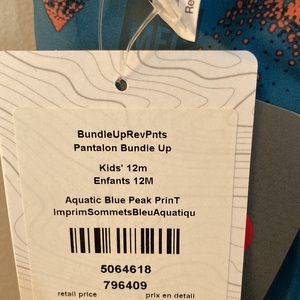 Re
BundleUpRevPnts
Pantalon Bundle Up
Kids' 12m
Enfants 12M
Aquatic Blue Peak PrinT
ImprimSommetsBleuAquatiqu
5064618
796409
retail price prix en detail